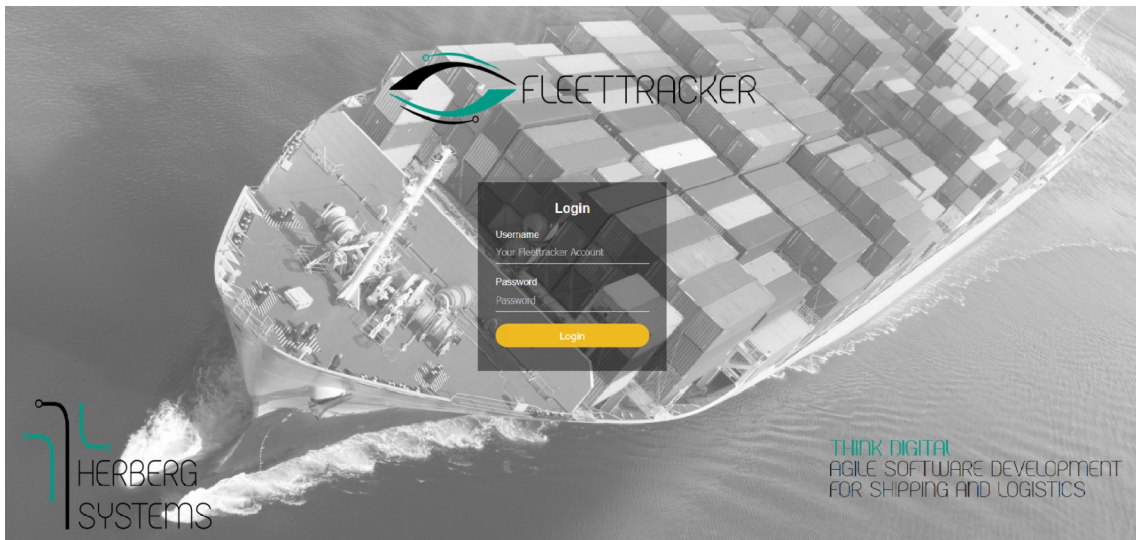 FLEETTRACKER
Login
Username
Your Fleettracker Account
Password
Password
Login
HERBERG
SYSTEMS
THINK DIGITAL
AGILE SOFTWARE DEVELOPMENT
FOR SHIPPING AND LOGISTICS